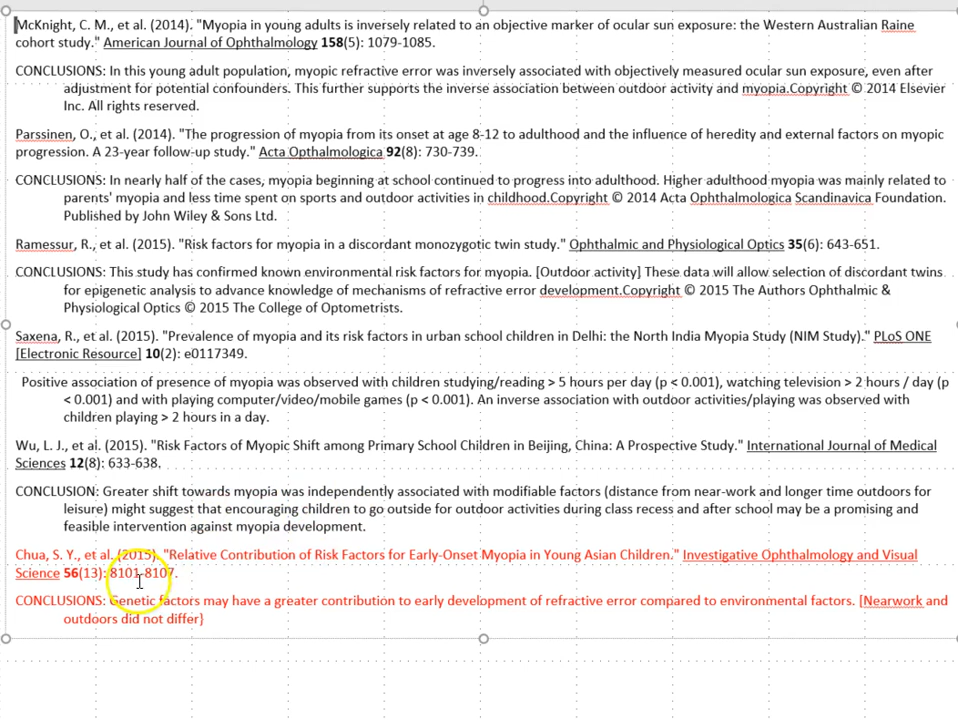 McKnight, C. M., et al. (2014). "Myopia in young adults is inversely related to an objective marker of ocular sun exposure: the Western Australian Raine
cohort study." American Journal of Ophthalmology 158(5): 1079-1085.
CONCLUSIONS: In this young adult population, myopic refractive error was inversely associated with objectively measured ocular sun exposure, even after
adjustment for potential confounders. This further supports the inverse association between outdoor activity and myopia.Copyright © 2014 Elsevier
Inc. All rights reserved.
Parssinen, O., et al. (2014). "The progression of myopia from its onset at age 8-12 to adulthood and the influence of heredity and external factors on myopic
progression. A 23-year follow-up study." Acta Opthalmologica 92(8): 730-739.
CONCLUSIONS: In nearly half of the cases, myopia beginning at school continued to progress into adulthood. Higher adulthood myopia was mainly related to
parents' myopia and less time spent on sports and outdoor activities in childhood.Copyright © 2014 Acta Ophthalmologica Scandinavica Foundation.
Published by John Wiley & Sons Ltd.
Ramessur, R., et al. (2015). "Risk factors for myopia in a discordant monozygotic twin study." Ophthalmic and Physiological Optics 35(6): 643-651.
CONCLUSIONS: This study has confirmed known environmental risk factors for myopia. [Outdoor activity] These data will allow selection of discordant twins
for epigenetic analysis to advance knowledge of mechanisms of refractive error development.Copyright © 2015 The Authors Ophthalmic &
Physiological Optics © 2015 The College of Optometrists.
Saxena, R., et al. (2015). "Prevalence of myopia and its risk factors in urban school children in Delhi: the North India Myopia Study (NIM Study)." PLoS ONE
[Electronic Resource] 10(2): e0117349.
Positive association of presence of myopia was observed with children studying/reading > 5 hours per day (p < 0.001), watching television > 2 hours / day (p
< 0.001) and with playing computer/video/mobile games (p < 0.001). An inverse association with outdoor activities/playing was observed with
children playing > 2 hours in a day.
Wu, L. J., et al. (2015). "Risk Factors of Myopic Shift among Primary School Children in Beijing, China: A Prospective Study." International Journal of Medical
Sciences 12(8): 633-638.
CONCLUSION: Greater shift towards myopia was independently associated with modifiable factors (distance from near-work and longer time outdoors for
leisure) might suggest that encouraging children to go outside for outdoor activities during class recess and after school may be a promising and
feasible intervention against myopia development.
Chua, S. Y., et al. (2015). "Relative Contribution of Risk Factors for Early-Onset Myopia in Young Asian Children." Investigative Ophthalmology and Visual
Science 56(13): 8101-8107.
CONCLUSIONS: Genetic factors may have a greater contribution to early development of refractive error compared to environmental factors. [Nearwork and
outdoors did not differ}